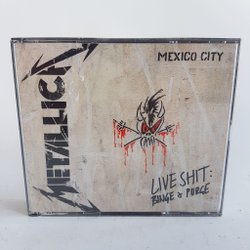 METALLICA
MEXICO CITY
LIVE SHIT:
BINGE & PURGE